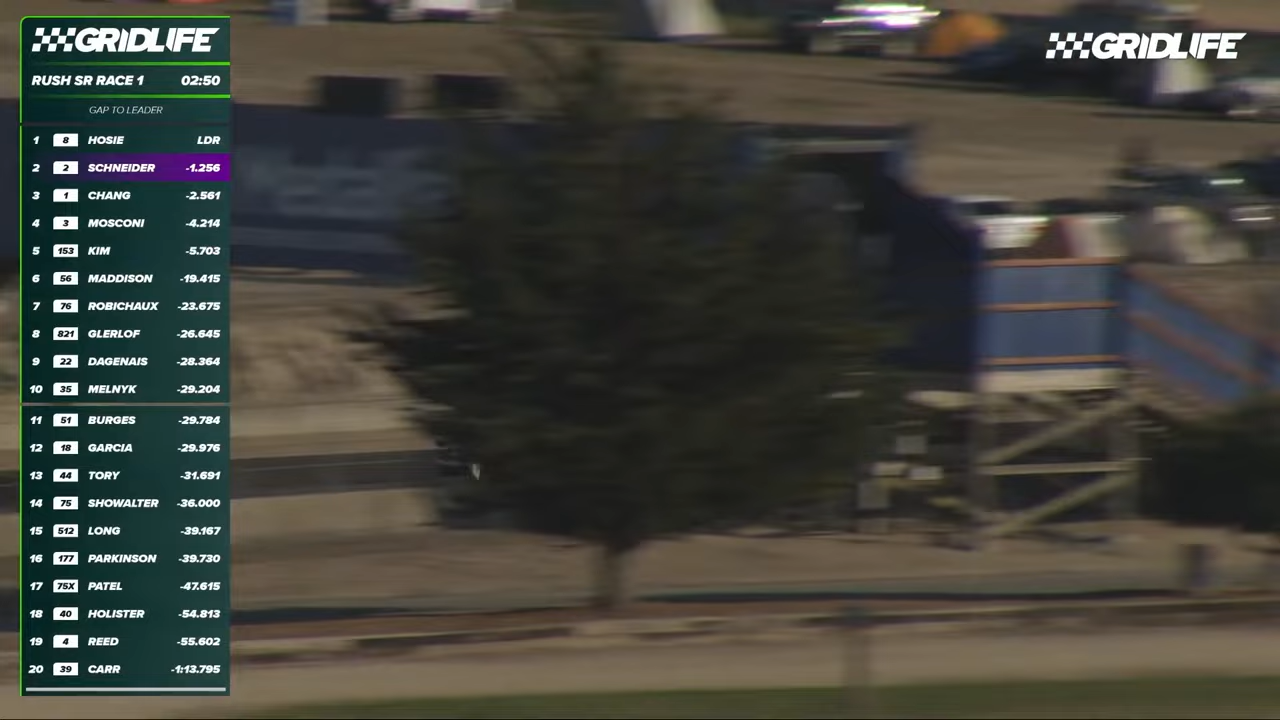 GRIDLIFE
RUSH SR RACE 1 02:50
GAP TO LEADER
1 8 HOSIE LDR
2 2 SCHNEIDER -1.256
3 1 CHANG -2.561
4 3 MOSCONI -4.214
5 153 KIM -5.703
6 56 MADDISON -19.415
7 76 ROBICHAUX -23.675
8 821 GLERLOF -26.645
9 22 DAGENAIS -28.364
10 35 MELNYK -29.204
11 51 BURGES -29.784
12 18 GARCIA -29.976
13 44 TORY -31.691
14 75 SHOWALTER -36.000
15 512 LONG -39.167
16 177 PARKINSON -39.730
17 75X PATEL -47.615
18 40 HOLISTER -54.813
19 4 REED -55.602
20 39 CARR -1:13.795
GRIDLIFE